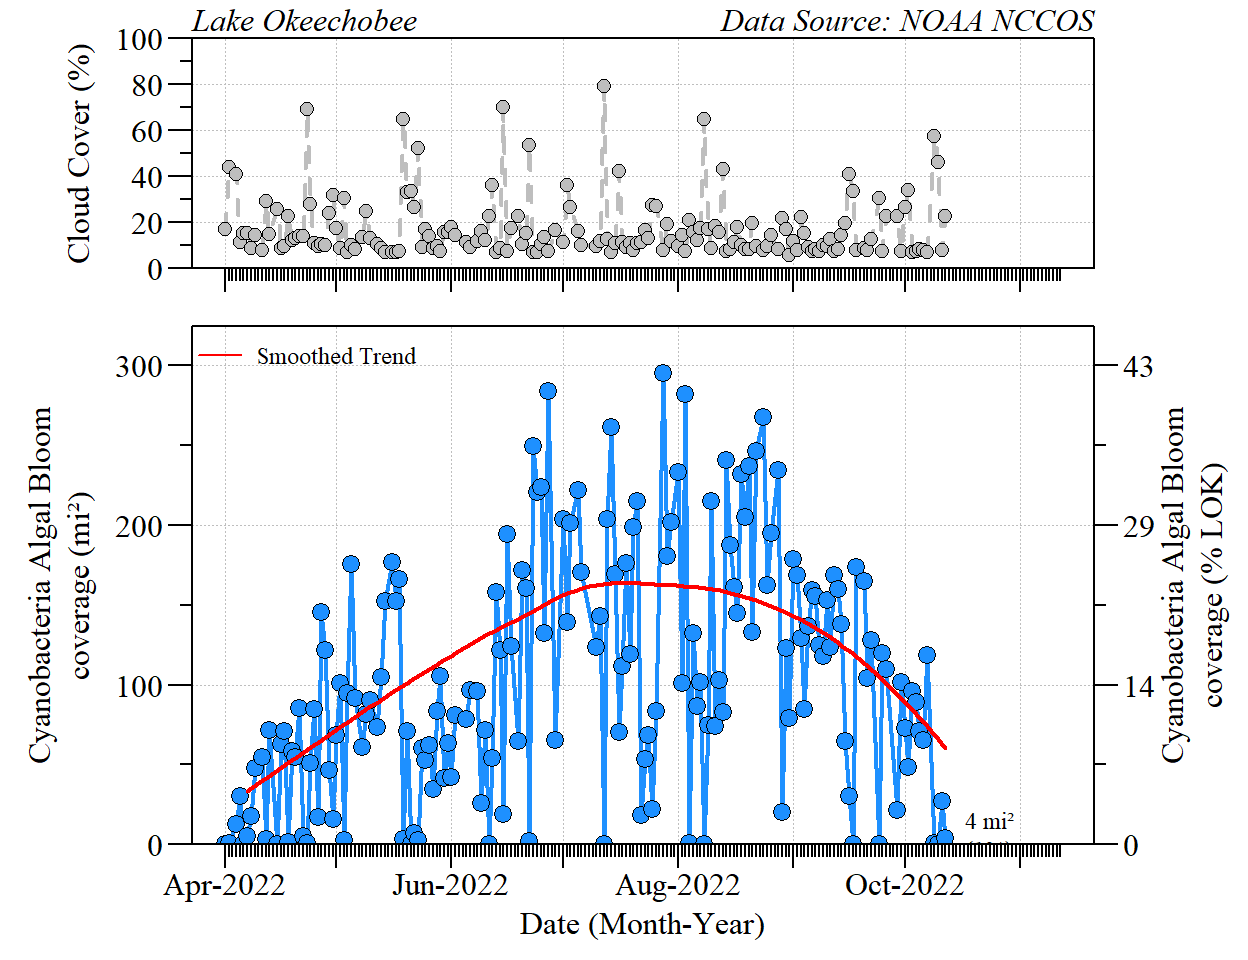 Lake Okeechobee
Data Source: NOAA NCCOS
100
80
60
40
20
0
Cloud Cover (%)
Smoothed Trend
300
200
100
0
Cyanobacteria Algal Bloom
coverage (mi²)
43
29
14
0
Cyanobacteria Algal Bloom
coverage (% LOK)
4 mi²
Apr-2022
Jun-2022
Aug-2022
Oct-2022
Date (Month-Year)